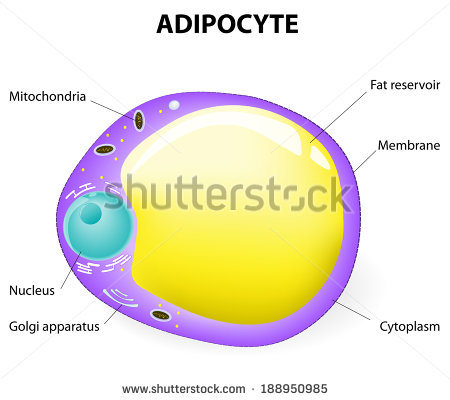 ADIPOCYTE
Mitochondria
Fat reservoir
Membrane
shutterstock
Nucleus
Golgi apparatus
Cytoplasm
www.shutterstock.com · 188950985